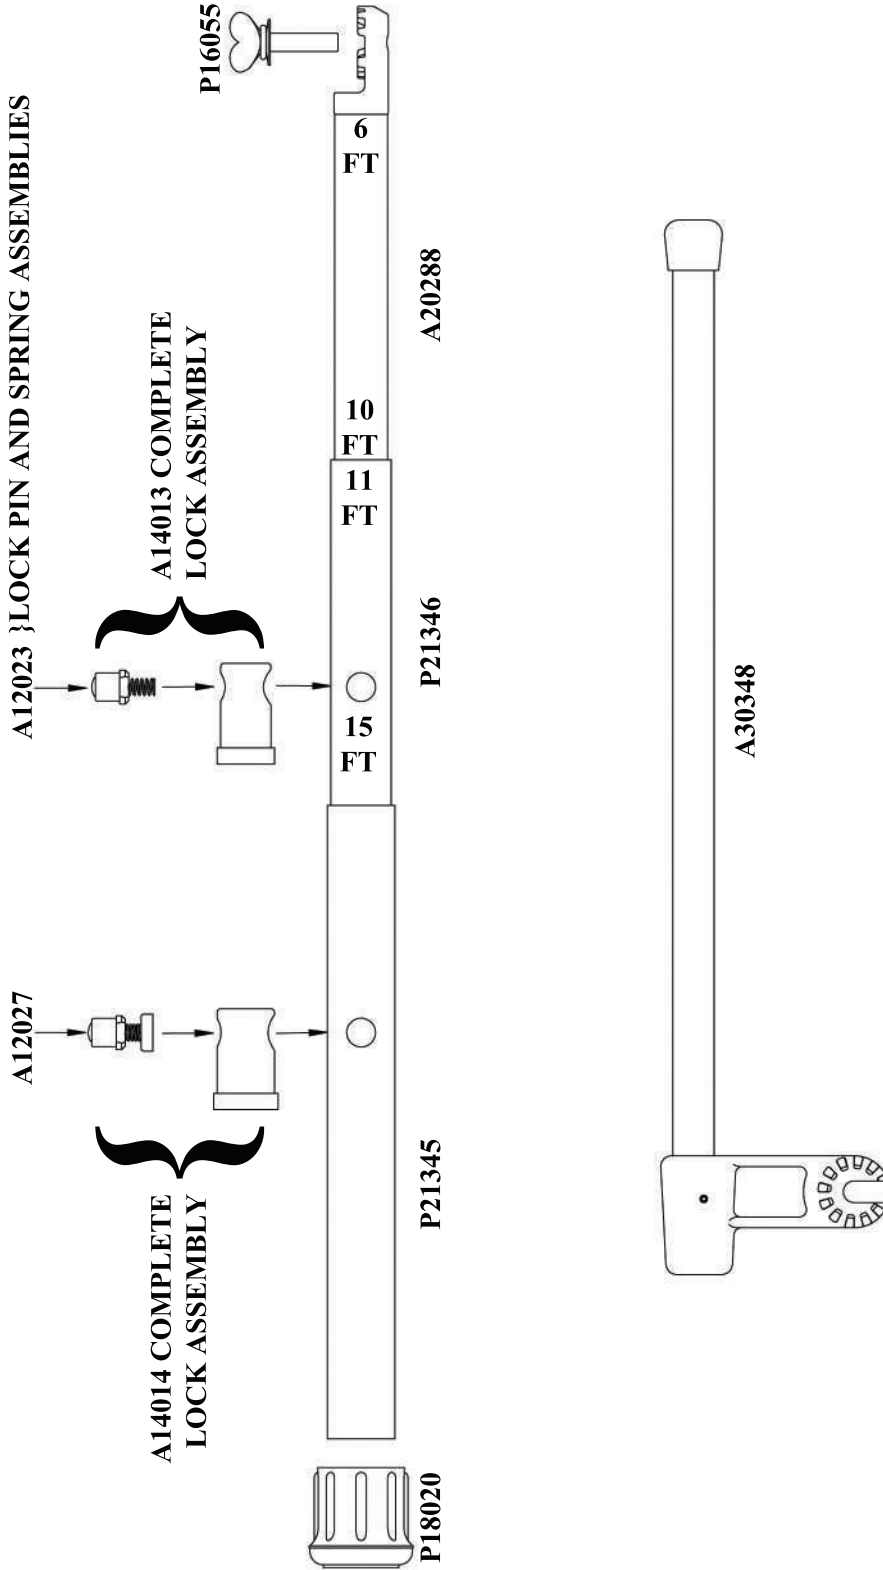 A12027
A12023 }LOCK PIN AND SPRING ASSEMBLIES
A14014 COMPLETE
LOCK ASSEMBLY
A14013 COMPLETE
LOCK ASSEMBLY
P16055
15
FT
11
FT
10
FT
6
FT
P18020
P21345
P21346
A20288
A30348